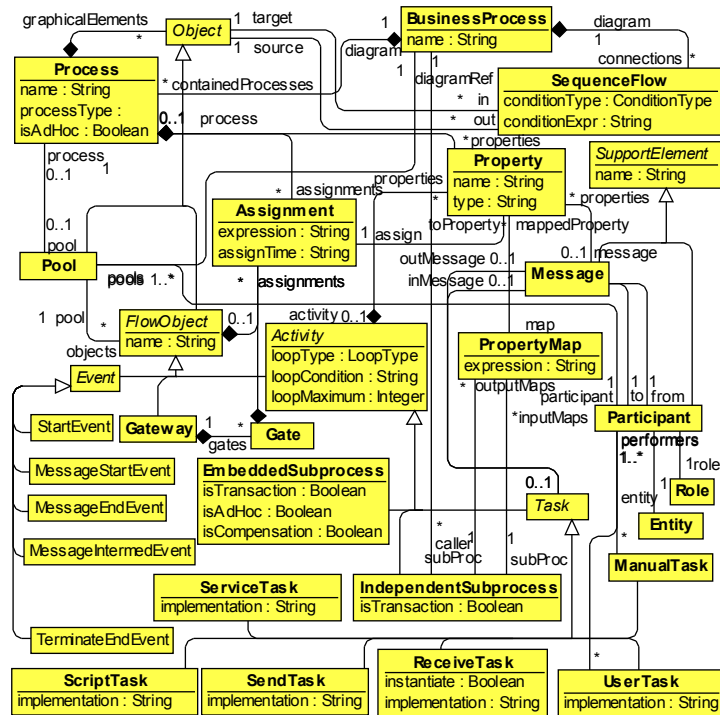 graphicalElements
Object
1 target
1 source
1
diagram
BusinessProcess
name : String
diagram
1
connections *
*
Process
name : String
processType :
isAdHoc : Boolean
* containedProcesses
1
diagramRef
1
SequenceFlow
conditionType : ConditionType
conditionExpr : String
* in
* out
0..1
process
process
0..1
1
*properties
Property
name : String
type : String
SupportElement
name : String
properties
*
*properties
* assignments
Assignment
expression : String
assignTime : String
1 assign
toProperty
mappedProperty
0..1
pool
Pool
pools 1..*
outMessage 0..1
inMessage 0..1
0..1
message
Message
* assignments
1 pool
*
objects
FlowObject
name : String
0..1
activity
0..1
Activity
loopType : LoopType
loopCondition : String
loopMaximum : Integer
map
PropertyMap
expression : String
* outputMaps
*inputMaps
Event
1
participant
1
to
1
from
Participant
performers
1..*
StartEvent
Gateway
1
gates
*
Gate
MessageStartEvent
EmbeddedSubprocess
isTransaction : Boolean
isAdHoc : Boolean
isCompensation : Boolean
1role
Role
MessageEndEvent
0..1
Task
entity
1
Entity
MessageIntermedEvent
*
caller
1
subProc
1
subProc
*
ManualTask
ServiceTask
implementation : String
IndependentSubprocess
isTransaction : Boolean
TerminateEndEvent
ScriptTask
implementation : String
SendTask
implementation : String
ReceiveTask
instantiate : Boolean
implementation : String
*
UserTask
implementation : String